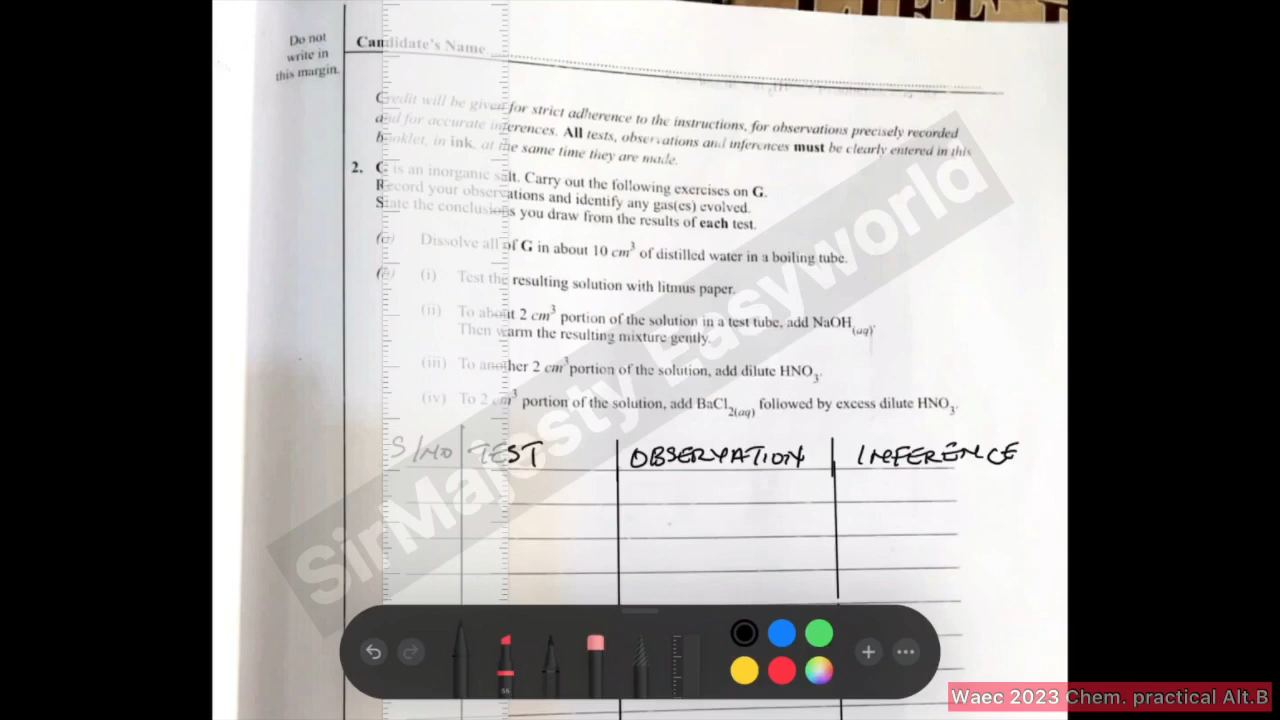 Do not
write in
this margin.
Candidate's Name
Credit will be given for strict adherence to the instructions, for observations precisely recorded
and for accurate inferences. All tests, observations and inferences must be clearly entered in this
booklet, in ink, at the same time they are made.
2. G is an inorganic salt. Carry out the following exercises on G.
Record your observations and identify any gas(es) evolved.
State the conclusions you draw from the results of each test.
(a) Dissolve all of G in about 10 cm³ of distilled water in a boiling tube.
(b) (i) Test the resulting solution with litmus paper.
(ii) To about 2 cm³ portion of the solution in a test tube, add NaOH(aq).
Then warm the resulting mixture gently.
(iii) To another 2 cm³ portion of the solution, add dilute HNO₃.
(iv) To 2 cm³ portion of the solution, add BaCl₂(aq) followed by excess dilute HNO₃.
S/NO TEST OBSERVATION INFERENCE
SirMajesty Easyworld
Waec 2023 Chem. practical Alt.B